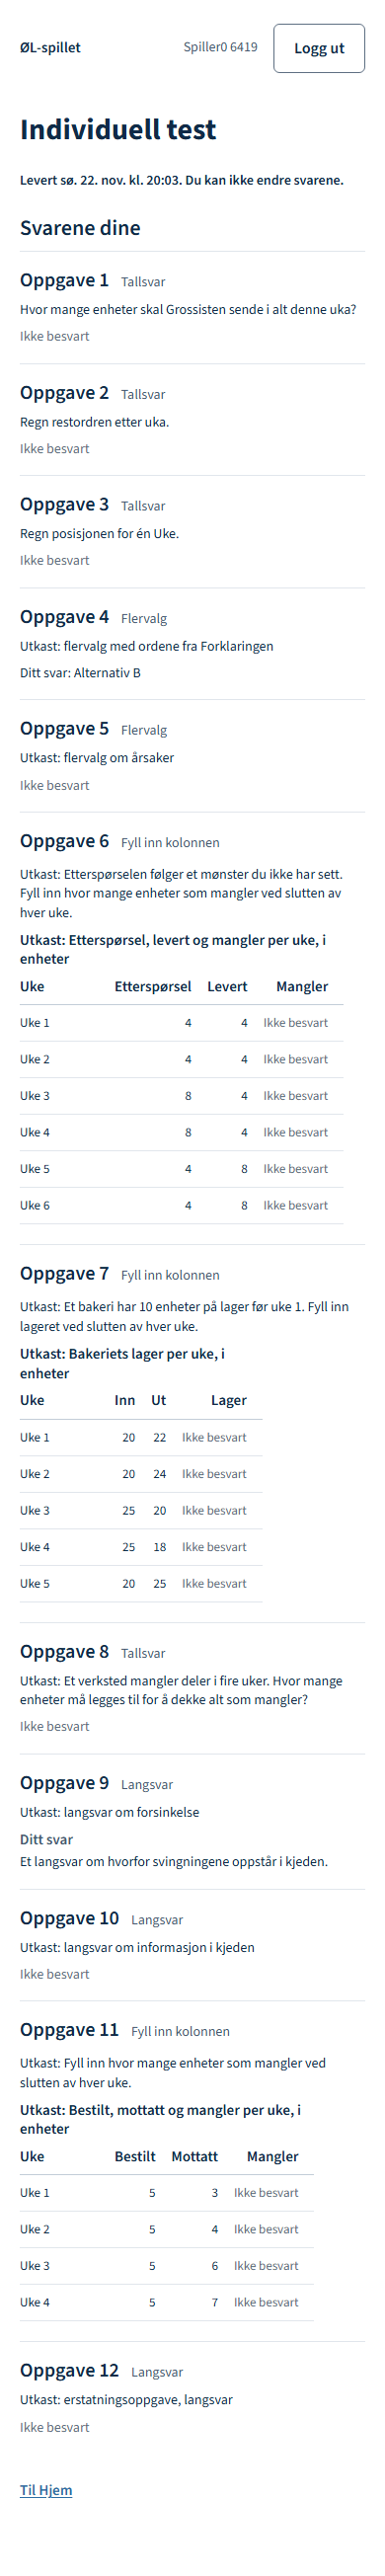 ØL-spillet
Spiller0 6419
Logg ut
Individuell test
Levert sø. 22. nov. kl. 20:03. Du kan ikke endre svarene.
Svarene dine
Oppgave 1 Tallsvar
Hvor mange enheter skal Grossisten sende i alt denne uka?
Ikke besvart
Oppgave 2 Tallsvar
Regn restordren etter uka.
Ikke besvart
Oppgave 3 Tallsvar
Regn posisjonen for én Uke.
Ikke besvart
Oppgave 4 Flervalg
Utkast: flervalg med ordene fra Forklaringen
Ditt svar: Alternativ B
Oppgave 5 Flervalg
Utkast: flervalg om årsaker
Ikke besvart
Oppgave 6 Fyll inn kolonnen
Utkast: Etterspørselen følger et mønster du ikke har sett.
Fyll inn hvor mange enheter som mangler ved slutten av
hver uke.
Utkast: Etterspørsel, levert og mangler per uke, i
enheter
Uke Etterspørsel Levert Mangler
Uke 1 4 4 Ikke besvart
Uke 2 4 4 Ikke besvart
Uke 3 8 4 Ikke besvart
Uke 4 8 4 Ikke besvart
Uke 5 4 8 Ikke besvart
Uke 6 4 8 Ikke besvart
Oppgave 7 Fyll inn kolonnen
Utkast: Et bakeri har 10 enheter på lager før uke 1. Fyll inn
lageret ved slutten av hver uke.
Utkast: Bakeriets lager per uke, i
enheter
Uke Inn Ut Lager
Uke 1 20 22 Ikke besvart
Uke 2 20 24 Ikke besvart
Uke 3 25 20 Ikke besvart
Uke 4 25 18 Ikke besvart
Uke 5 20 25 Ikke besvart
Oppgave 8 Tallsvar
Utkast: Et verksted mangler deler i fire uker. Hvor mange
enheter må legges til for å dekke alt som mangler?
Ikke besvart
Oppgave 9 Langsvar
Utkast: langsvar om forsinkelse
Ditt svar
Et langsvar om hvorfor svingningene oppstår i kjeden.
Oppgave 10 Langsvar
Utkast: langsvar om informasjon i kjeden
Ikke besvart
Oppgave 11 Fyll inn kolonnen
Utkast: Fyll inn hvor mange enheter som mangler ved
slutten av hver uke.
Utkast: Bestilt, mottatt og mangler per uke, i
enheter
Uke Bestilt Mottatt Mangler
Uke 1 5 3 Ikke besvart
Uke 2 5 4 Ikke besvart
Uke 3 5 6 Ikke besvart
Uke 4 5 7 Ikke besvart
Oppgave 12 Langsvar
Utkast: erstatningsoppgave, langsvar
Ikke besvart
Til Hjem